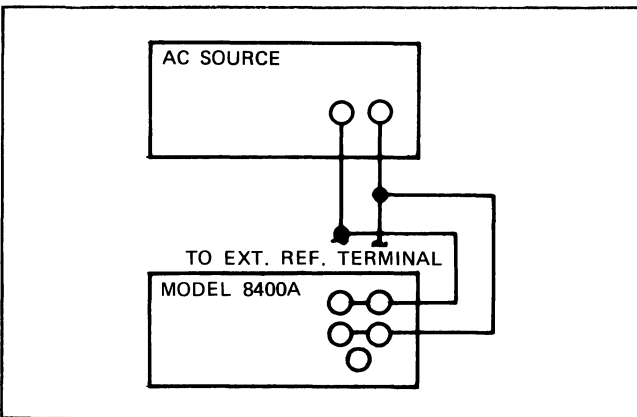 AC SOURCE
TO EXT. REF. TERMINAL
MODEL 8400A